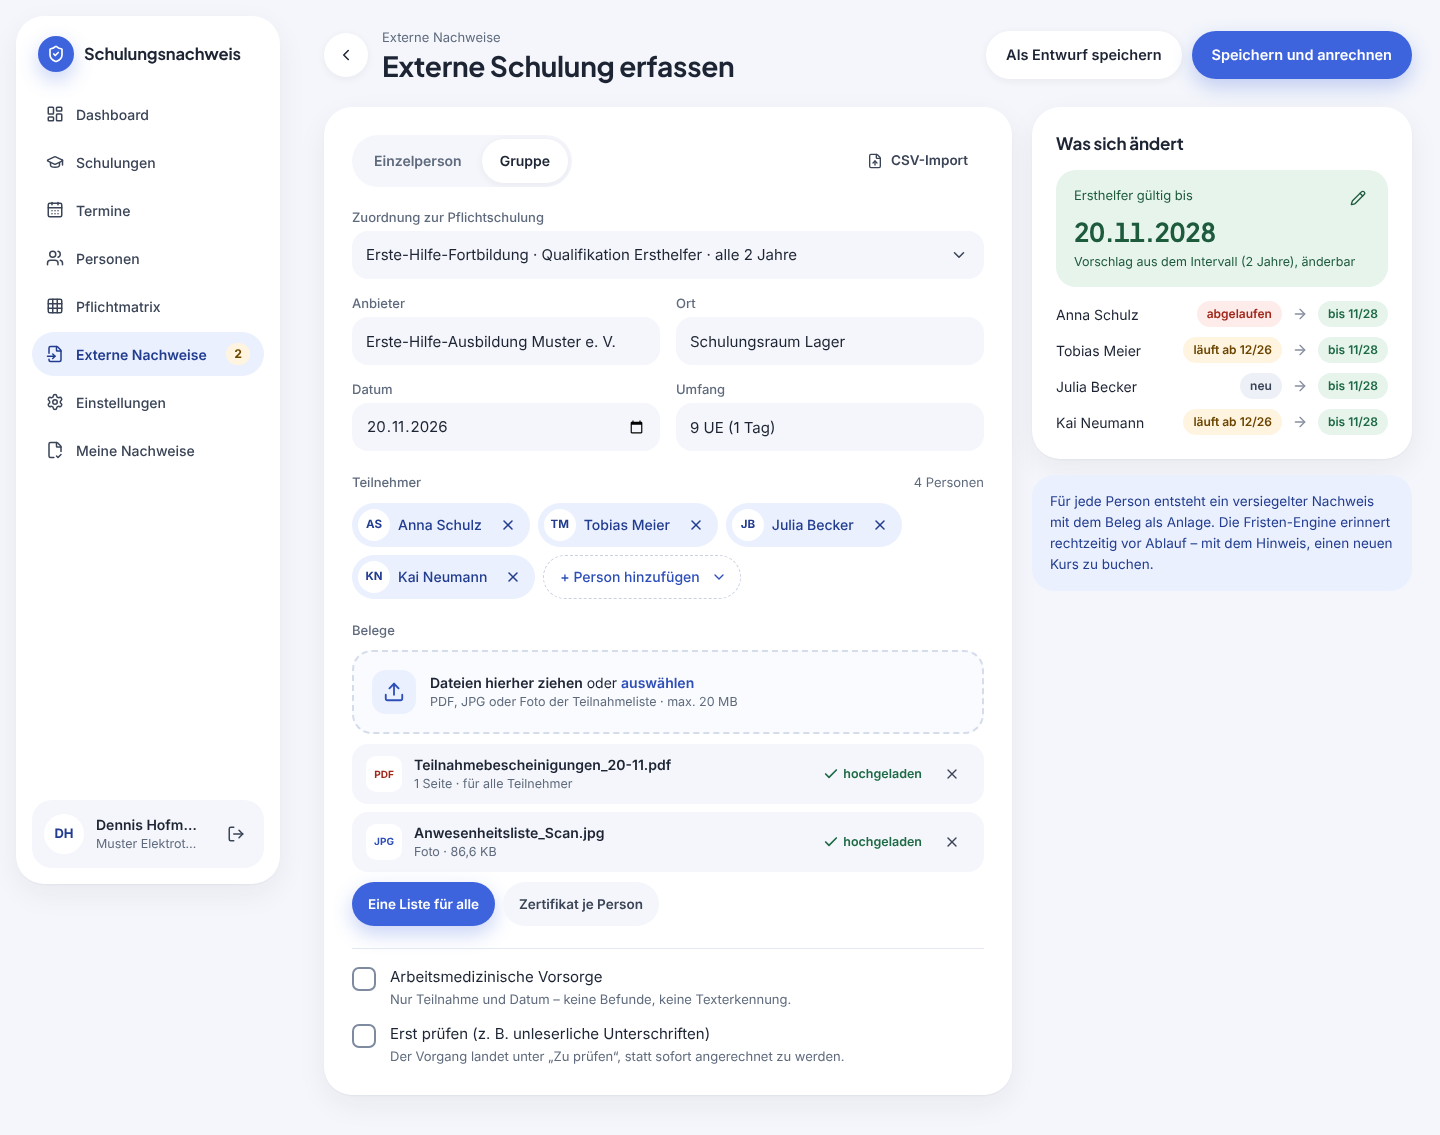 Schulungsnachweis
Dashboard
Schulungen
Termine
Personen
Pflichtmatrix
Externe Nachweise 2
Einstellungen
Meine Nachweise
DH Dennis Hofm...
Muster Elektrot...
Externe Nachweise
Externe Schulung erfassen
Als Entwurf speichern
Speichern und anrechnen
Einzelperson Gruppe CSV-Import
Zuordnung zur Pflichtschulung
Erste-Hilfe-Fortbildung · Qualifikation Ersthelfer · alle 2 Jahre
Anbieter Ort
Erste-Hilfe-Ausbildung Muster e. V. Schulungsraum Lager
Datum Umfang
20.11.2026 9 UE (1 Tag)
Teilnehmer 4 Personen
AS Anna Schulz TM Tobias Meier JB Julia Becker
KN Kai Neumann + Person hinzufügen
Belege
Dateien hierher ziehen oder auswählen
PDF, JPG oder Foto der Teilnahmeliste · max. 20 MB
PDF Teilnahmebescheinigungen_20-11.pdf hochgeladen
1 Seite · für alle Teilnehmer
JPG Anwesenheitsliste_Scan.jpg hochgeladen
Foto · 86,6 KB
Eine Liste für alle Zertifikat je Person
Arbeitsmedizinische Vorsorge
Nur Teilnahme und Datum – keine Befunde, keine Texterkennung.
Erst prüfen (z. B. unleserliche Unterschriften)
Der Vorgang landet unter „Zu prüfen“, statt sofort angerechnet zu werden.
Was sich ändert
Ersthelfer gültig bis
20.11.2028
Vorschlag aus dem Intervall (2 Jahre), änderbar
Anna Schulz abgelaufen → bis 11/28
Tobias Meier läuft ab 12/26 → bis 11/28
Julia Becker neu → bis 11/28
Kai Neumann läuft ab 12/26 → bis 11/28
Für jede Person entsteht ein versiegelter Nachweis
mit dem Beleg als Anlage. Die Fristen-Engine erinnert
rechtzeitig vor Ablauf – mit dem Hinweis, einen neuen
Kurs zu buchen.